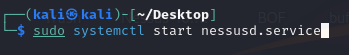 ┌──(kali㉿kali)-[~/Desktop]
└─$ sudo systemctl start nessusd.service